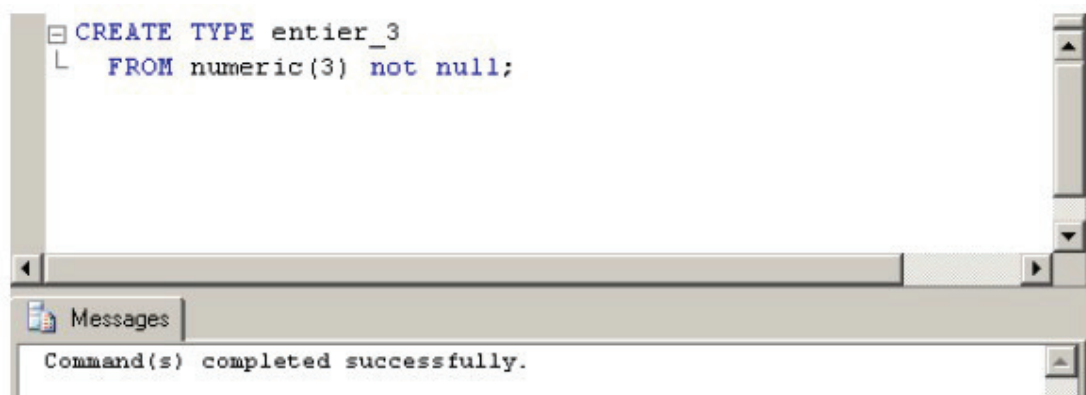 CREATE TYPE entier_3
FROM numeric(3) not null;
Messages
Command(s) completed successfully.